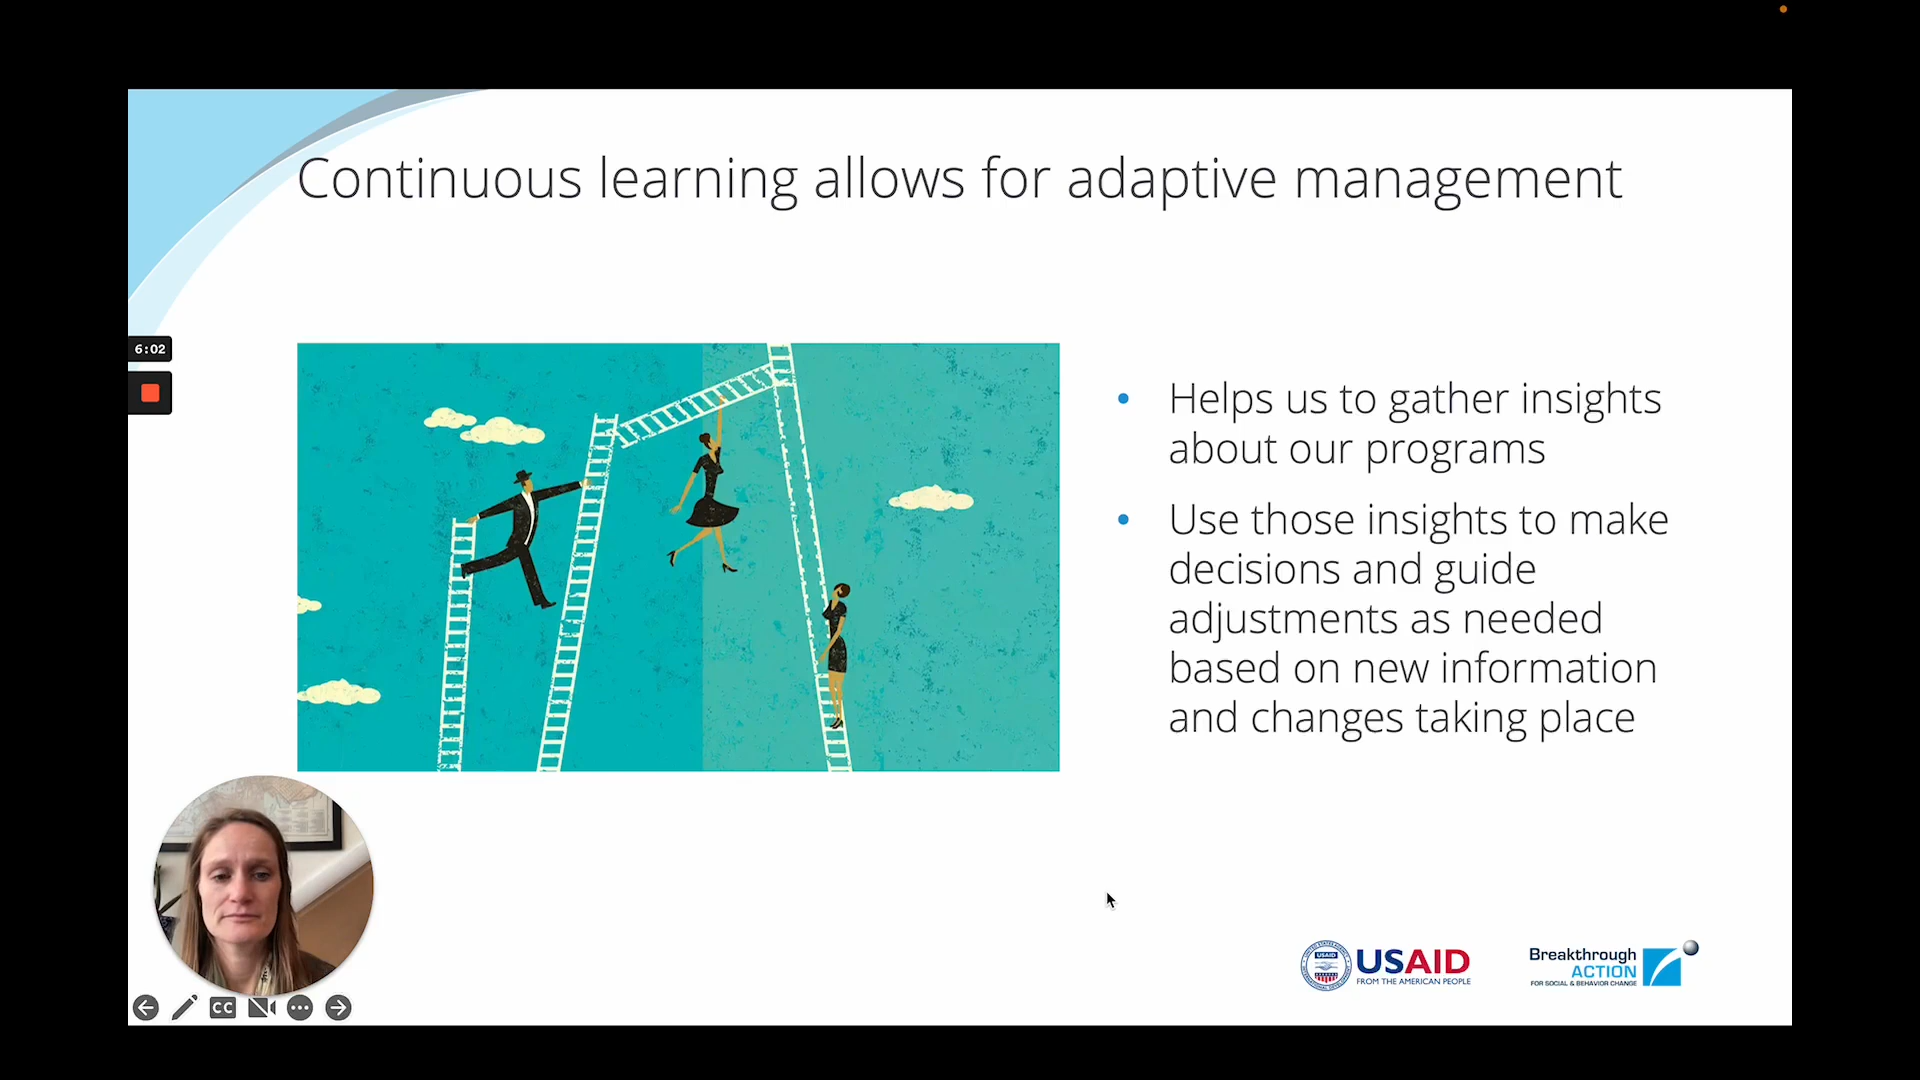 Continuous learning allows for adaptive management
6:02
• Helps us to gather insights
about our programs
• Use those insights to make
decisions and guide
adjustments as needed
based on new information
and changes taking place
CC
USAID
USAID
FROM THE AMERICAN PEOPLE
Breakthrough
ACTION
FOR SOCIAL & BEHAVIOR CHANGE